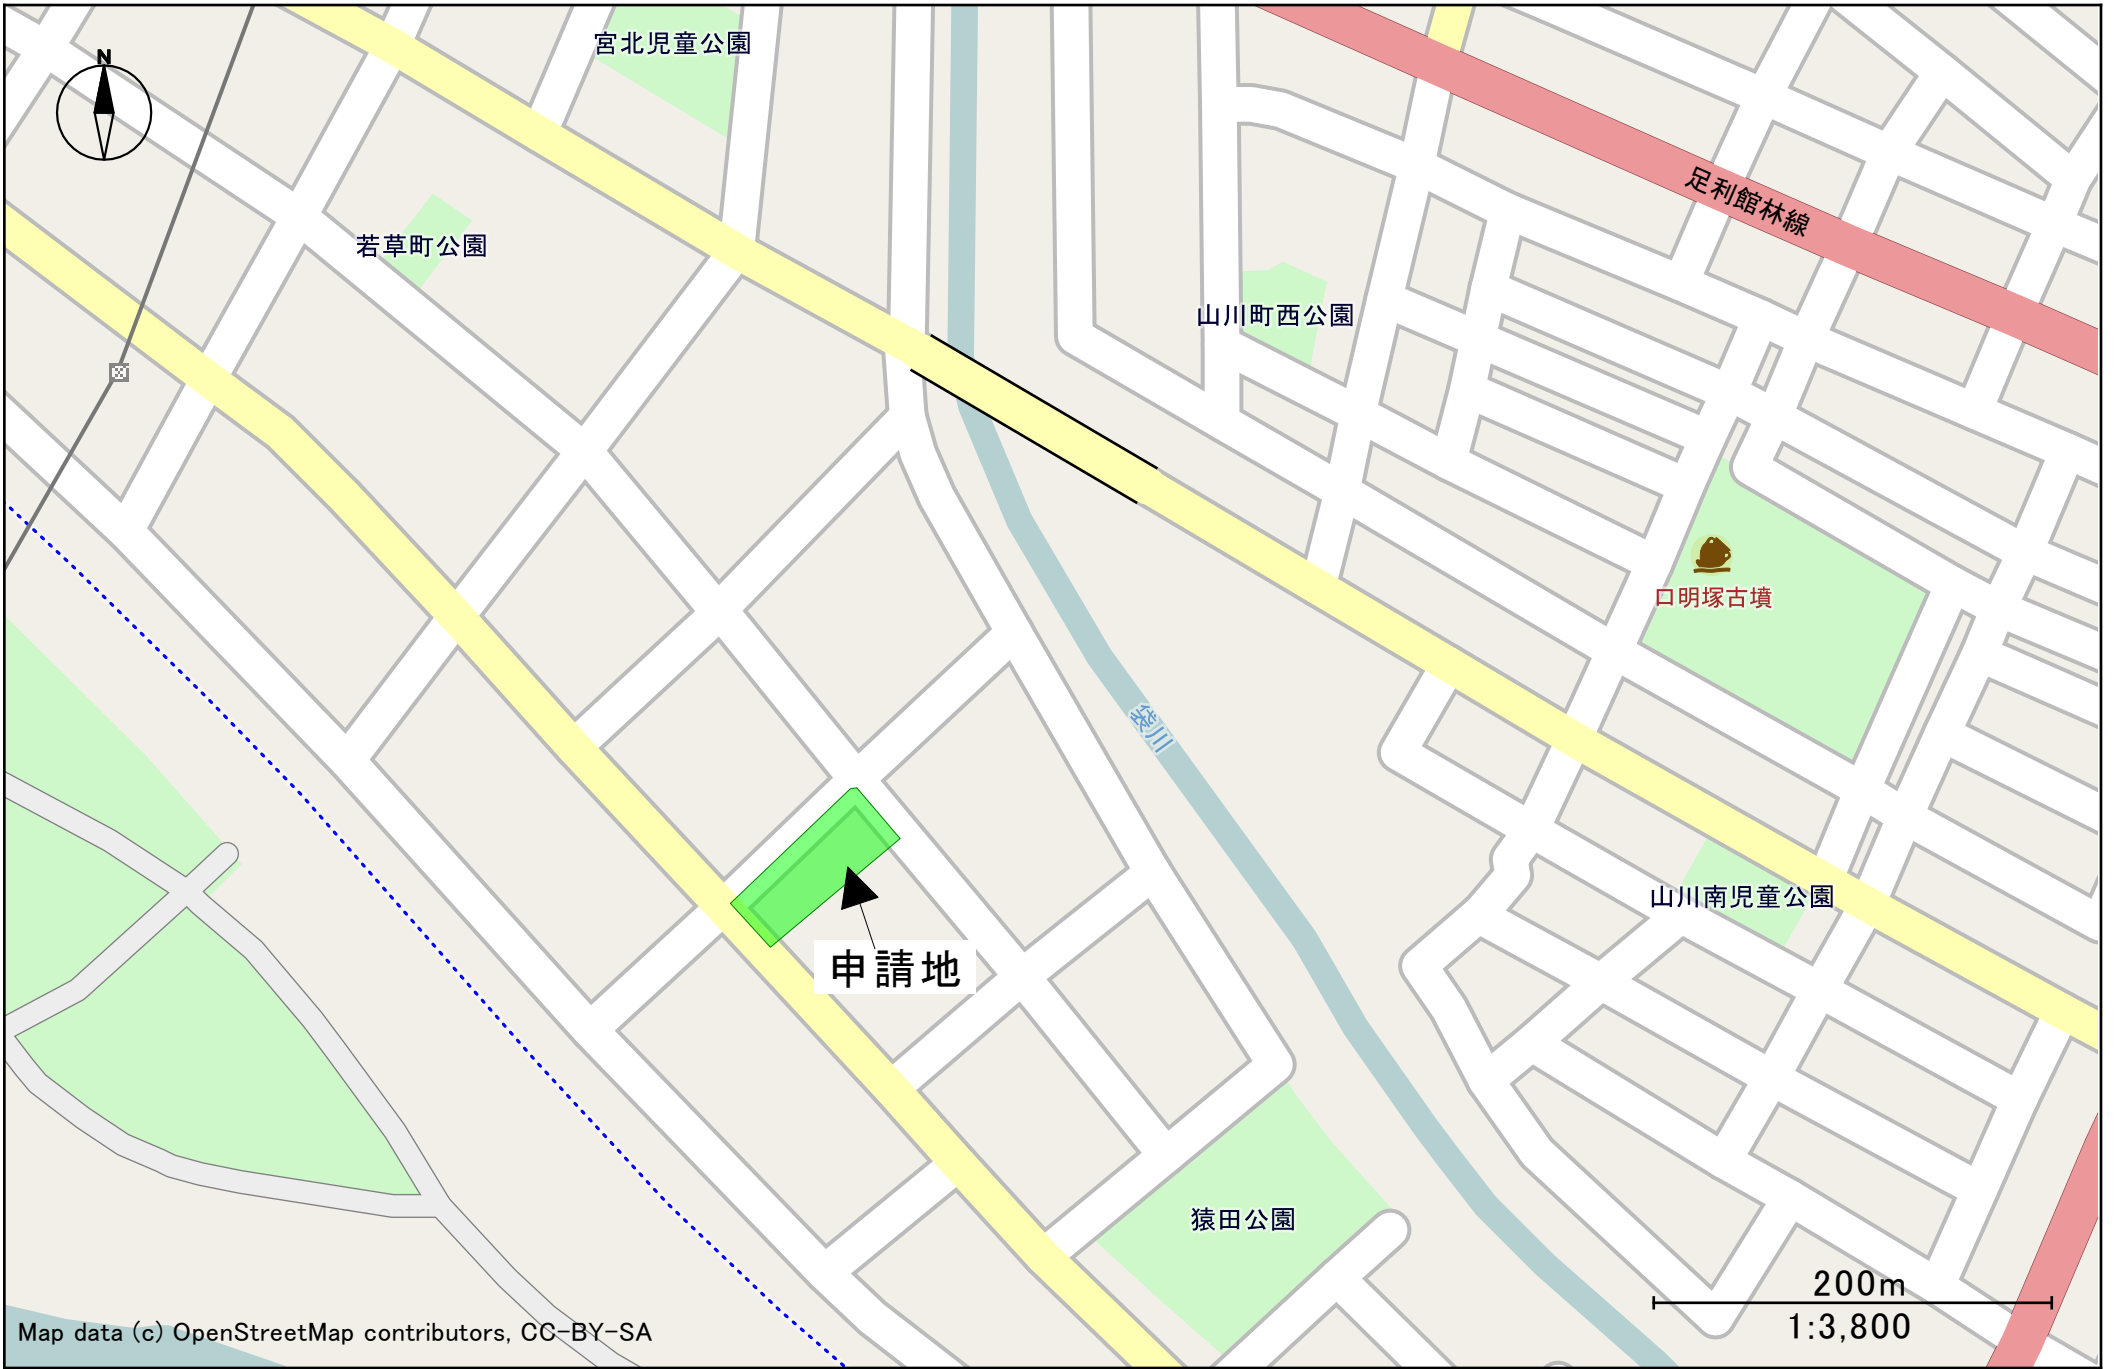 N
宮北児童公園
足利館林線
若草町公園
山川町西公園
口明塚古墳
袋川
山川南児童公園
申請地
猿田公園
200m
1:3,800
Map data (c) OpenStreetMap contributors, CC-BY-SA